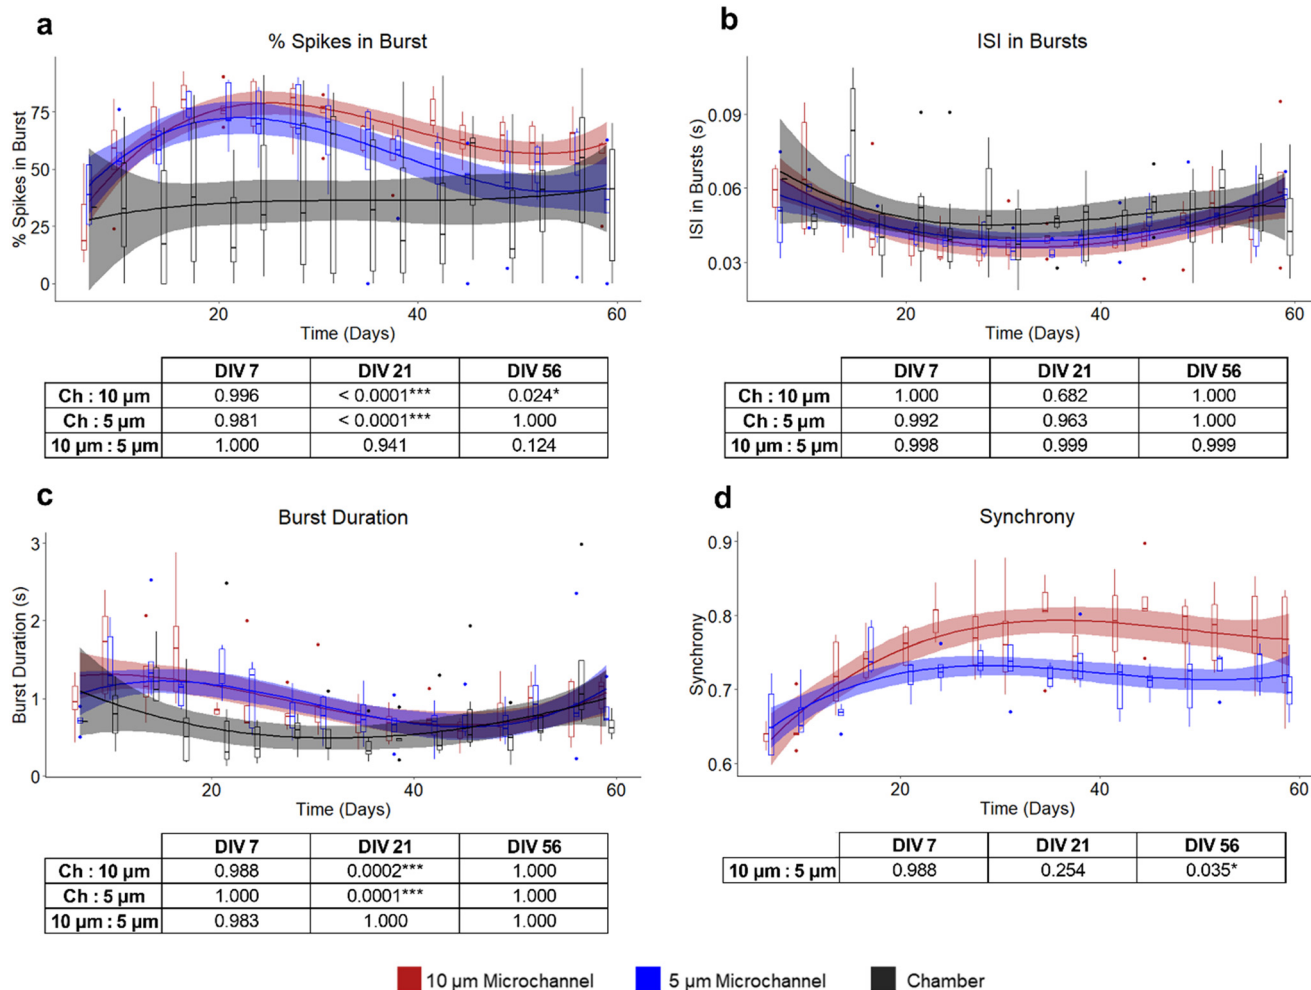 a
% Spikes in Burst
% Spikes in Burst
75
50
25
0
20
40
60
Time (Days)
DIV 7 DIV 21 DIV 56
Ch : 10 µm 0.996 < 0.0001*** 0.024*
Ch : 5 µm 0.981 < 0.0001*** 1.000
10 µm : 5 µm 1.000 0.941 0.124
b
ISI in Bursts
ISI in Bursts (s)
0.09
0.06
0.03
20
40
60
Time (Days)
DIV 7 DIV 21 DIV 56
Ch : 10 µm 1.000 0.682 1.000
Ch : 5 µm 0.992 0.963 1.000
10 µm : 5 µm 0.998 0.999 0.999
c
Burst Duration
Burst Duration (s)
3
2
1
0
20
40
60
Time (Days)
DIV 7 DIV 21 DIV 56
Ch : 10 µm 0.988 0.0002*** 1.000
Ch : 5 µm 1.000 0.0001*** 1.000
10 µm : 5 µm 0.983 1.000 1.000
d
Synchrony
Synchrony
0.9
0.8
0.7
0.6
20
40
60
Time (Days)
DIV 7 DIV 21 DIV 56
10 µm : 5 µm 0.988 0.254 0.035*
10 µm Microchannel 5 µm Microchannel Chamber